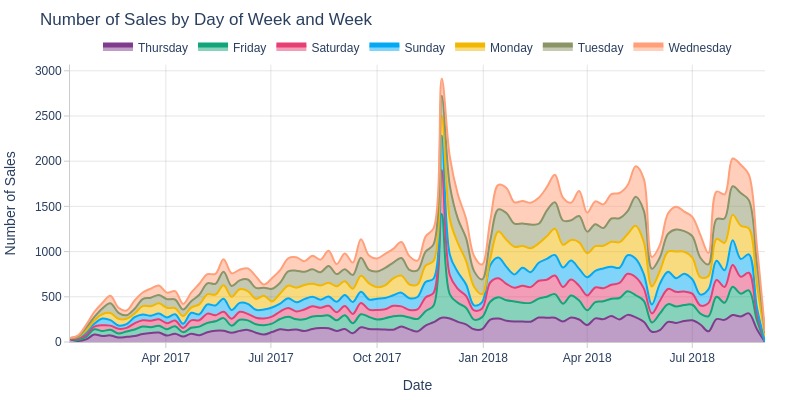 Number of Sales by Day of Week and Week
Thursday Friday Saturday Sunday Monday Tuesday Wednesday
3000
2500
2000
1500
1000
500
0
Number of Sales
Apr 2017 Jul 2017 Oct 2017 Jan 2018 Apr 2018 Jul 2018
Date